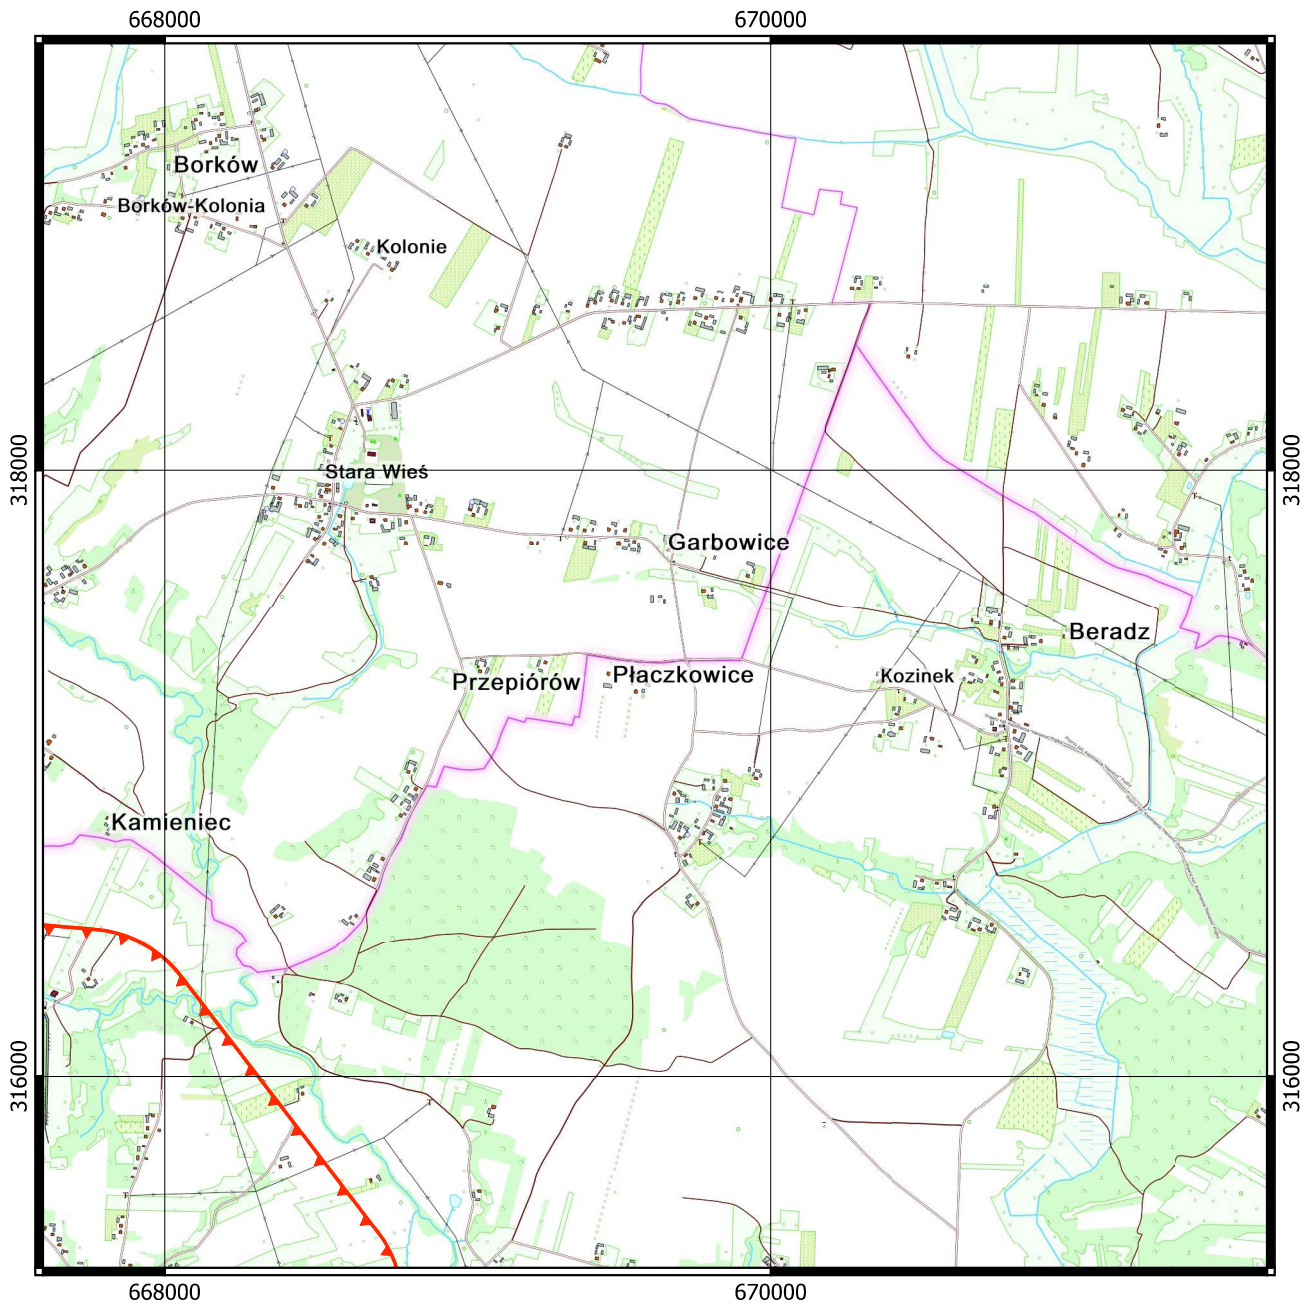 668000 670000
Borków
Borków-Kolonia
Kolonie
318000 318000
Stara Wieś
Garbowice
Beradz
Przepiórów
Płaczkowice
Kozinek
Kamieniec
316000 316000
668000 670000